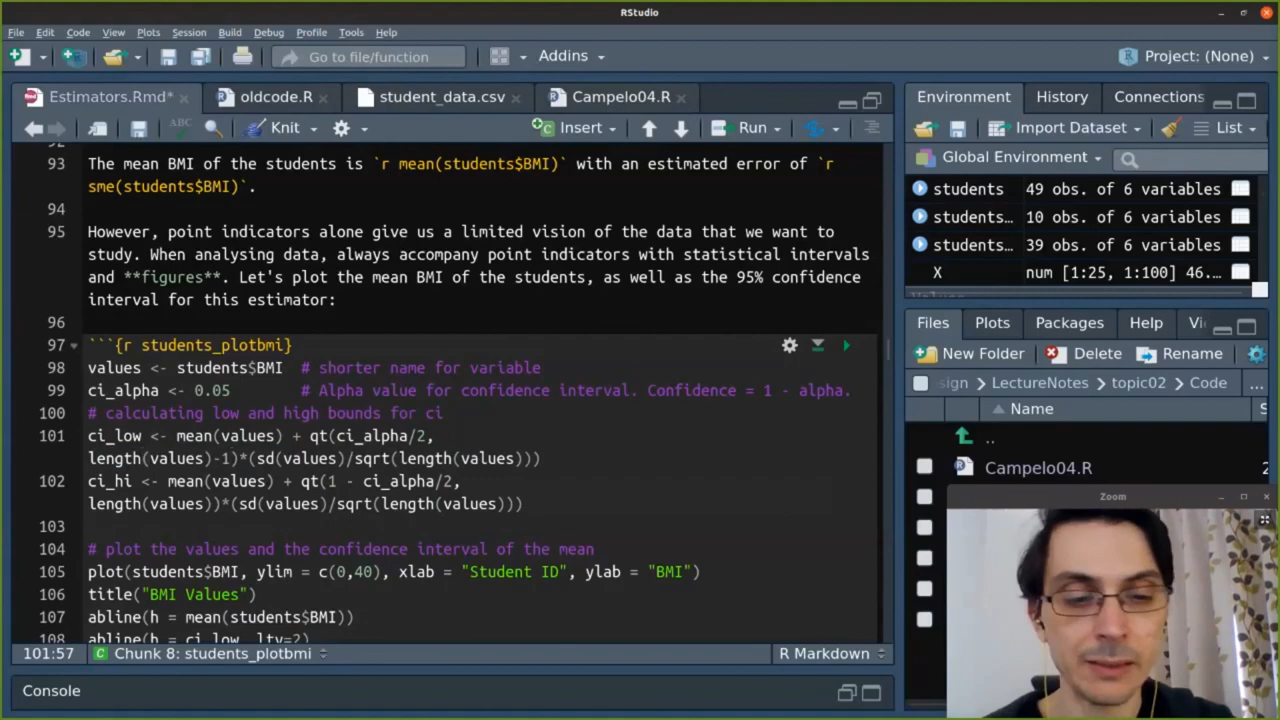 RStudio
File Edit Code View Plots Session Build Debug Profile Tools Help
Go to file/function Addins Project: (None)
Estimators.Rmd* oldcode.R student_data.csv Campelo04.R
ABC Knit Insert Run
92
93 The mean BMI of the students is `r mean(students$BMI)` with an estimated error of `r
sme(students$BMI)`.
94
95 However, point indicators alone give us a limited vision of the data that we want to
study. When analysing data, always accompany point indicators with statistical intervals
and **figures**. Let's plot the mean BMI of the students, as well as the 95% confidence
interval for this estimator:
96
97 ```{r students_plotbmi}
98 values <- students$BMI # shorter name for variable
99 ci_alpha <- 0.05 # Alpha value for confidence interval. Confidence = 1 - alpha.
100 # calculating low and high bounds for ci
101 ci_low <- mean(values) + qt(ci_alpha/2,
length(values)-1)*(sd(values)/sqrt(length(values)))
102 ci_hi <- mean(values) + qt(1 - ci_alpha/2,
length(values))*(sd(values)/sqrt(length(values)))
103
104 # plot the values and the confidence interval of the mean
105 plot(students$BMI, ylim = c(0,40), xlab = "Student ID", ylab = "BMI")
106 title("BMI Values")
107 abline(h = mean(students$BMI))
108 abline(h = ci_low, lty=2)
101:57 Chunk 8: students_plotbmi R Markdown
Console
Environment History Connections
Import Dataset List
Global Environment
students 49 obs. of 6 variables
students… 10 obs. of 6 variables
students… 39 obs. of 6 variables
X num [1:25, 1:100] 46.…
Values
Files Plots Packages Help Vi
New Folder Delete Rename
sign LectureNotes topic02 Code …
Name S
..
Campelo04.R 2
Zoom